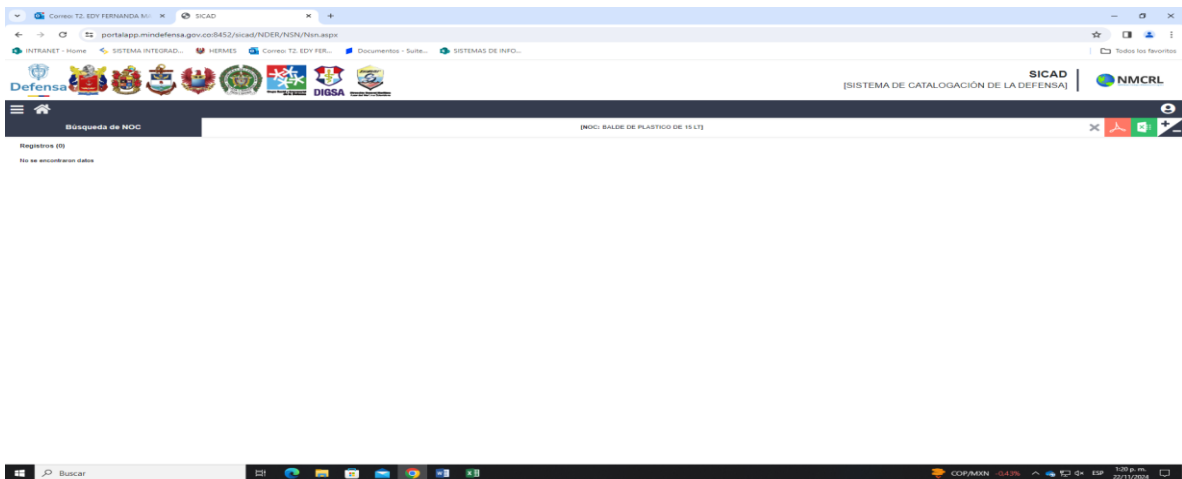 Correo: T2. EDY FERNANDA M
SICAD
portalapp.mindefensa.gov.co:8452/sicad/NDER/NSN/Nsn.aspx
INTRANET - Home
SISTEMA INTEGRAD...
HERMES
Correo: T2. EDY FER...
Documentos - Suite...
SISTEMAS DE INFO...
Todos los favoritos
Defensa
DIGSA
SICAD
[SISTEMA DE CATALOGACIÓN DE LA DEFENSA]
NMCRL
Búsqueda de NOC
[NOC: BALDE DE PLASTICO DE 15 LT]
Registros (0)
No se encontraron datos
Buscar
COP/MXN -0.43%
ESP
1:20 p. m.
22/11/2024